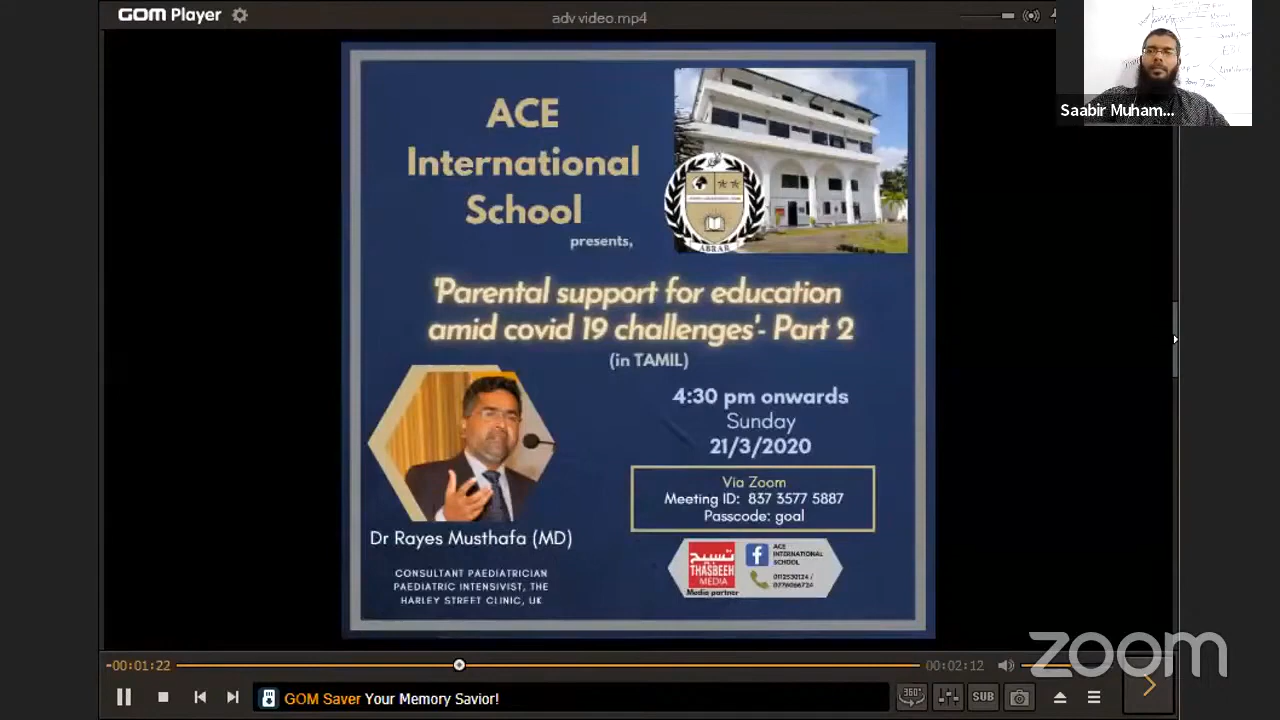 GOM Player
adv video.mp4
Saabir Muham...
ACE
International
School
presents,
ABRAR
'Parental support for education
amid covid 19 challenges'- Part 2
(in TAMIL)
4:30 pm onwards
Sunday
21/3/2020
Via Zoom
Meeting ID: 837 3577 5887
Passcode: goal
Dr Rayes Musthafa (MD)
CONSULTANT PAEDIATRICIAN
PAEDIATRIC INTENSIVIST, THE
HARLEY STREET CLINIC, UK
AL
THASBEEH
MEDIA
Media partner
ACE
INTERNATIONAL
SCHOOL
zoom
-00:01:22
00:02:12
GOM Saver Your Memory Savior!
360°
SUB